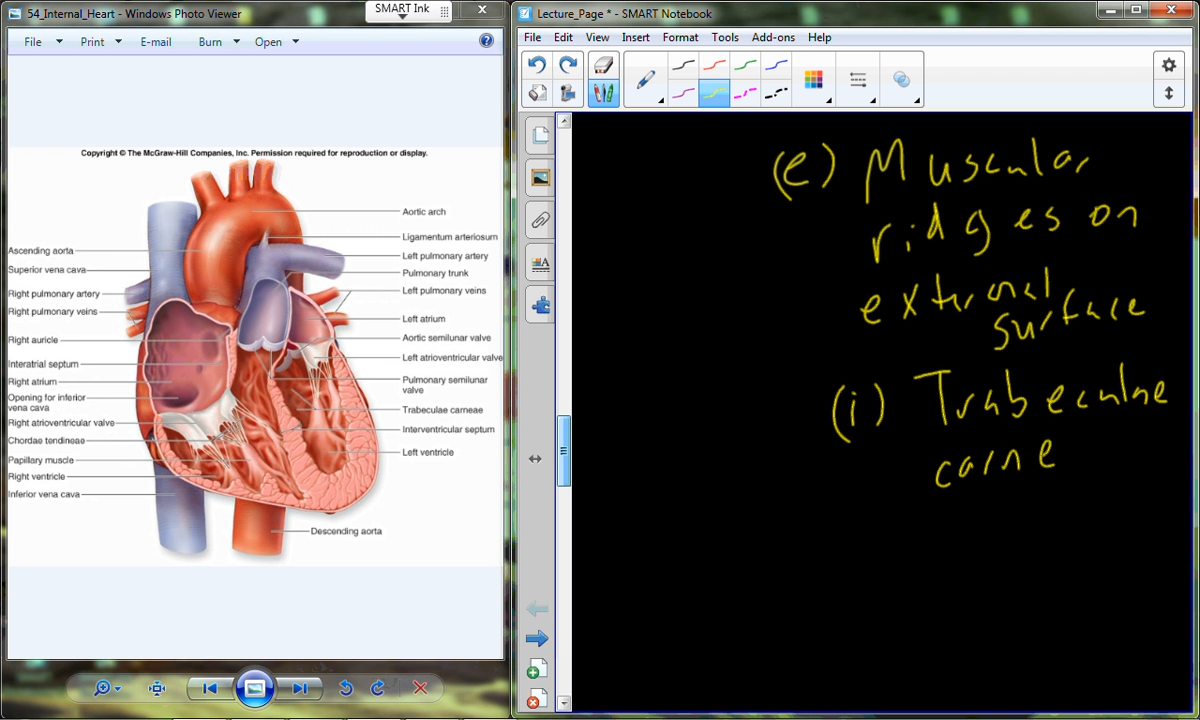 54_Internal_Heart - Windows Photo Viewer
SMART Ink
File Print E-mail Burn Open
Copyright © The McGraw-Hill Companies, Inc. Permission required for reproduction or display.
Ascending aorta
Superior vena cava
Right pulmonary artery
Right pulmonary veins
Right auricle
Interatrial septum
Right atrium
Opening for inferior
vena cava
Right atrioventricular valve
Chordae tendineae
Papillary muscle
Right ventricle
Inferior vena cava
Aortic arch
Ligamentum arteriosum
Left pulmonary artery
Pulmonary trunk
Left pulmonary veins
Left atrium
Aortic semilunar valve
Left atrioventricular valve
Pulmonary semilunar
valve
Trabeculae carneae
Interventricular septum
Left ventricle
Descending aorta
Lecture_Page * - SMART Notebook
File Edit View Insert Format Tools Add-ons Help
(e) Muscular
ridges on
external
surface
(i) Trabeculae
carne